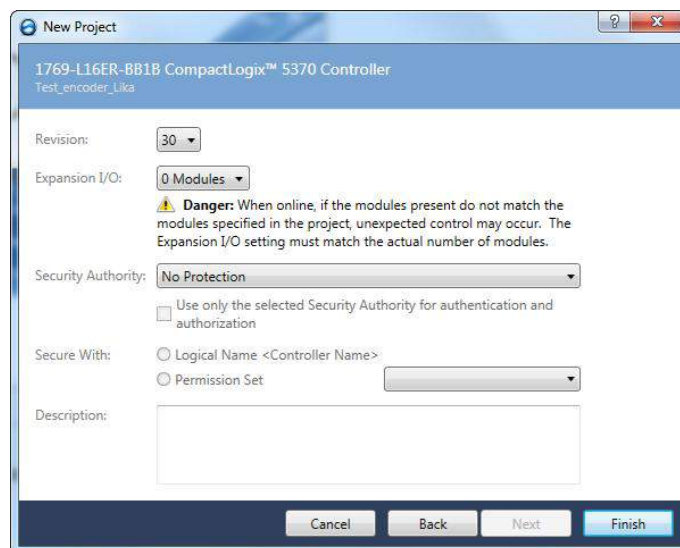 New Project
1769-L16ER-BB1B CompactLogix™ 5370 Controller
Test_encoder_Lika
Revision:
30
Expansion I/O:
0 Modules
Danger: When online, if the modules present do not match the
modules specified in the project, unexpected control may occur. The
Expansion I/O setting must match the actual number of modules.
Security Authority:
No Protection
Use only the selected Security Authority for authentication and
authorization
Secure With:
Logical Name <Controller Name>
Permission Set
Description:
Cancel
Back
Next
Finish